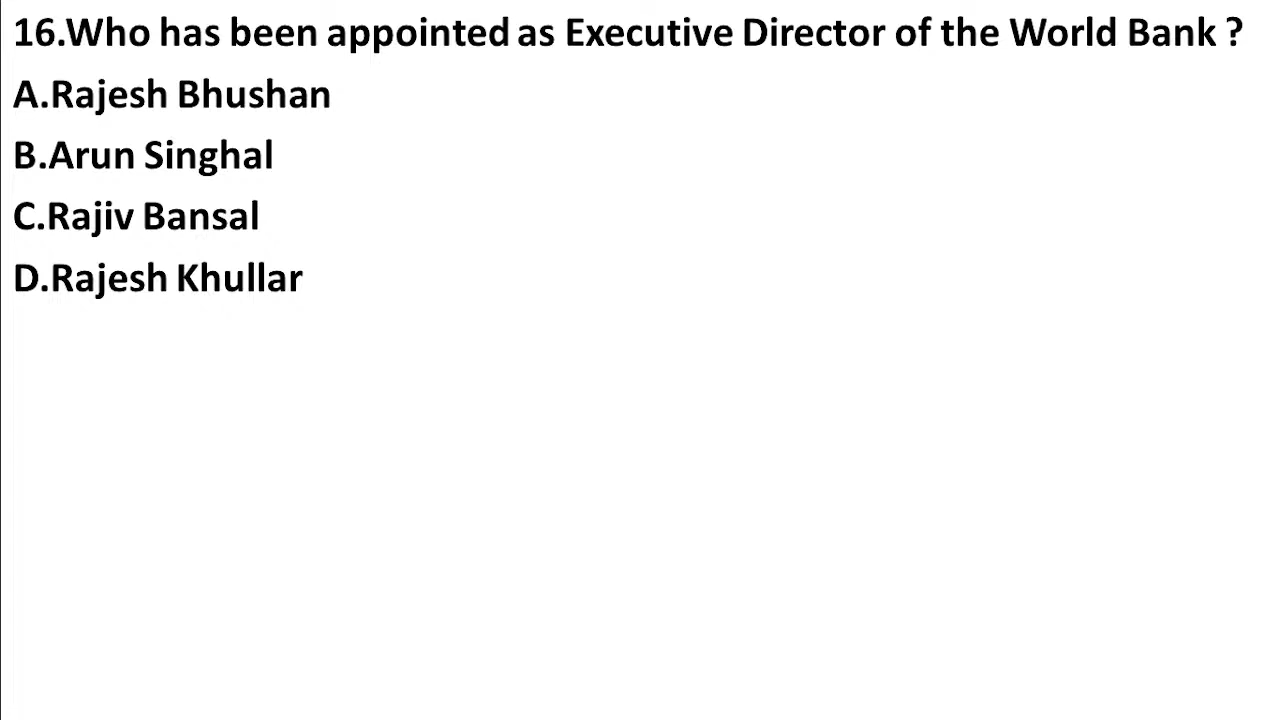 16.Who has been appointed as Executive Director of the World Bank ?
A.Rajesh Bhushan
B.Arun Singhal
C.Rajiv Bansal
D.Rajesh Khullar